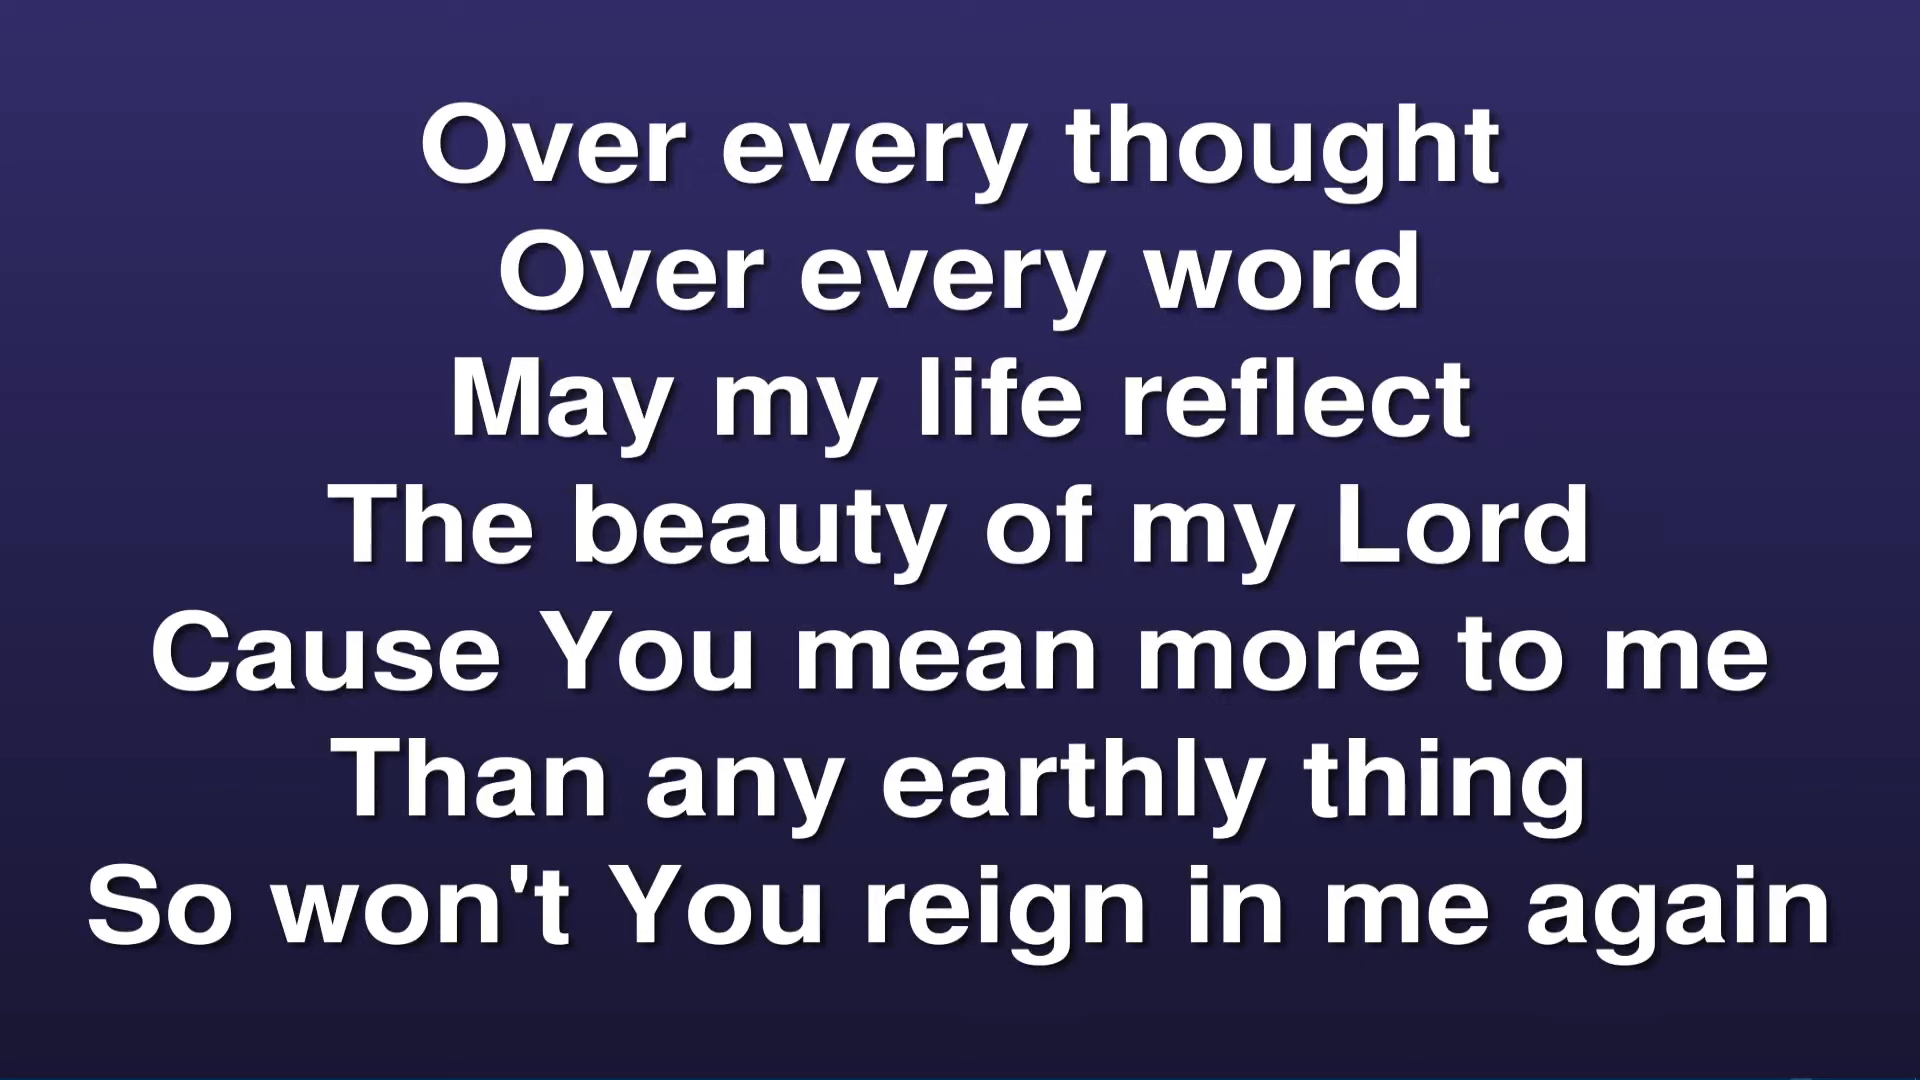 Over every thought
Over every word
May my life reflect
The beauty of my Lord
Cause You mean more to me
Than any earthly thing
So won't You reign in me again